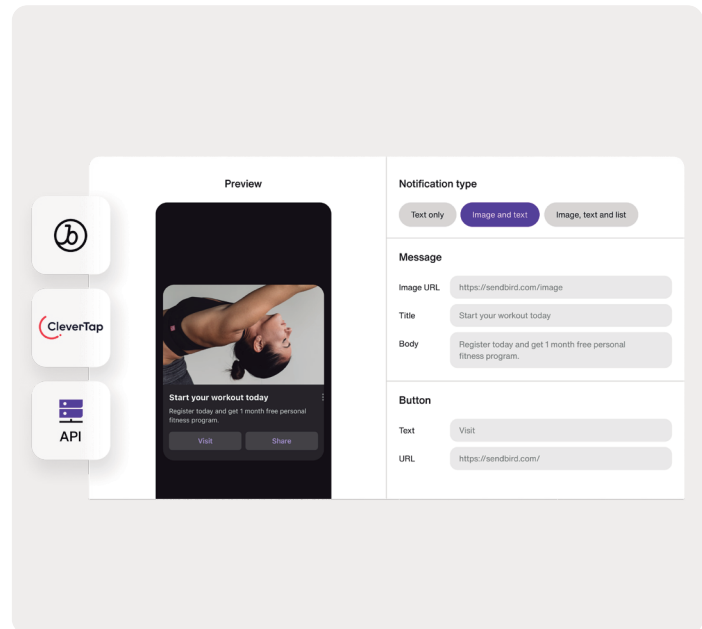 CleverTap
API
Preview
Start your workout today
Register today and get 1 month free personal
fitness program.
Visit
Share
Notification type
Text only
Image and text
Image, text and list
Message
Image URL
https://sendbird.com/image
Title
Start your workout today
Body
Register today and get 1 month free personal
fitness program.
Button
Text
Visit
URL
https://sendbird.com/